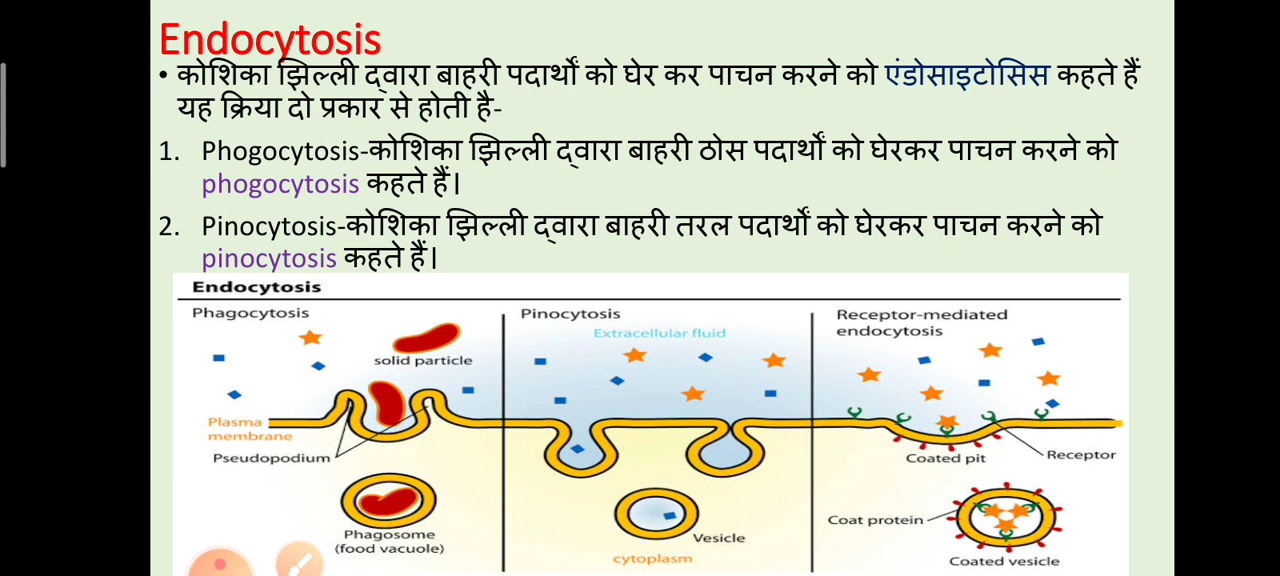 Endocytosis
• कोशिका झिल्ली द्वारा बाहरी पदार्थों को घेर कर पाचन करने को एंडोसाइटोसिस कहते हैं
यह क्रिया दो प्रकार से होती है-
1. Phogocytosis-कोशिका झिल्ली द्वारा बाहरी ठोस पदार्थों को घेरकर पाचन करने को
phogocytosis कहते हैं।
2. Pinocytosis-कोशिका झिल्ली द्वारा बाहरी तरल पदार्थों को घेरकर पाचन करने को
pinocytosis कहते हैं।
Endocytosis
Phagocytosis
solid particle
Plasma
membrane
Pseudopodium
Phagosome
(food vacuole)
Pinocytosis
Extracellular fluid
Vesicle
cytoplasm
Receptor-mediated
endocytosis
Coated pit
Receptor
Coat protein
Coated vesicle